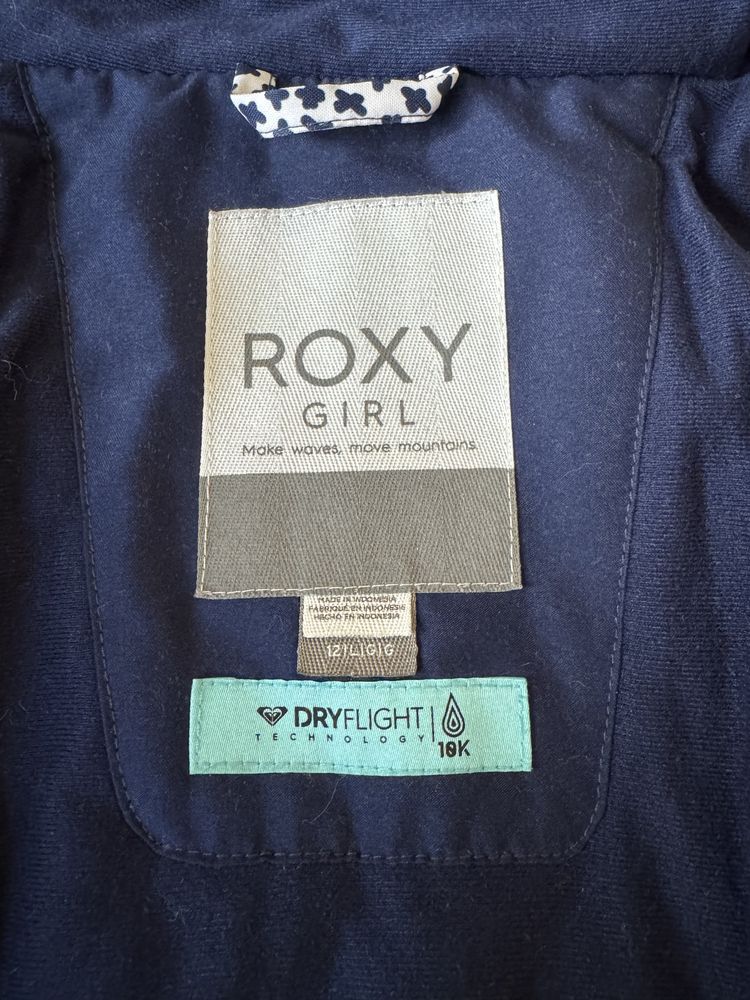 ROXY
GIRL
Make waves, move mountains
MADE IN INDONESIA
FABRIQUÉ EN INDONESIE
HECHO EN INDONESIA
12|L|G|G
DRYFLIGHT
TECHNOLOGY
10K